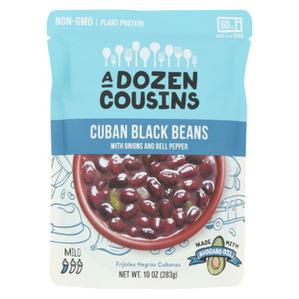 NON-GMO | PLANT PROTEIN
A DOZEN
COUSINS
CUBAN BLACK BEANS
WITH ONIONS AND BELL PEPPER
MILD
MADE WITH
AVOCADO OIL
Frijoles Negros Cubanos
NET WT. 10 OZ (283g)